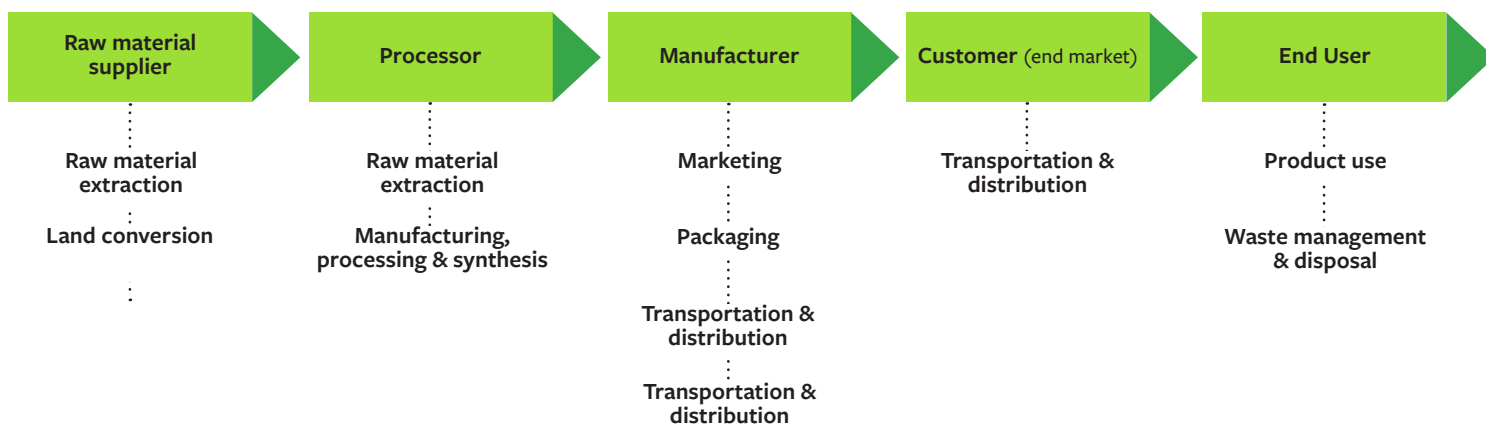 Raw material
supplier
Processor
Manufacturer
Customer (end market)
End User
Raw material
extraction
Land conversion
Raw material
extraction
Manufacturing,
processing & synthesis
Marketing
Packaging
Transportation &
distribution
Transportation &
distribution
Transportation &
distribution
Product use
Waste management
& disposal